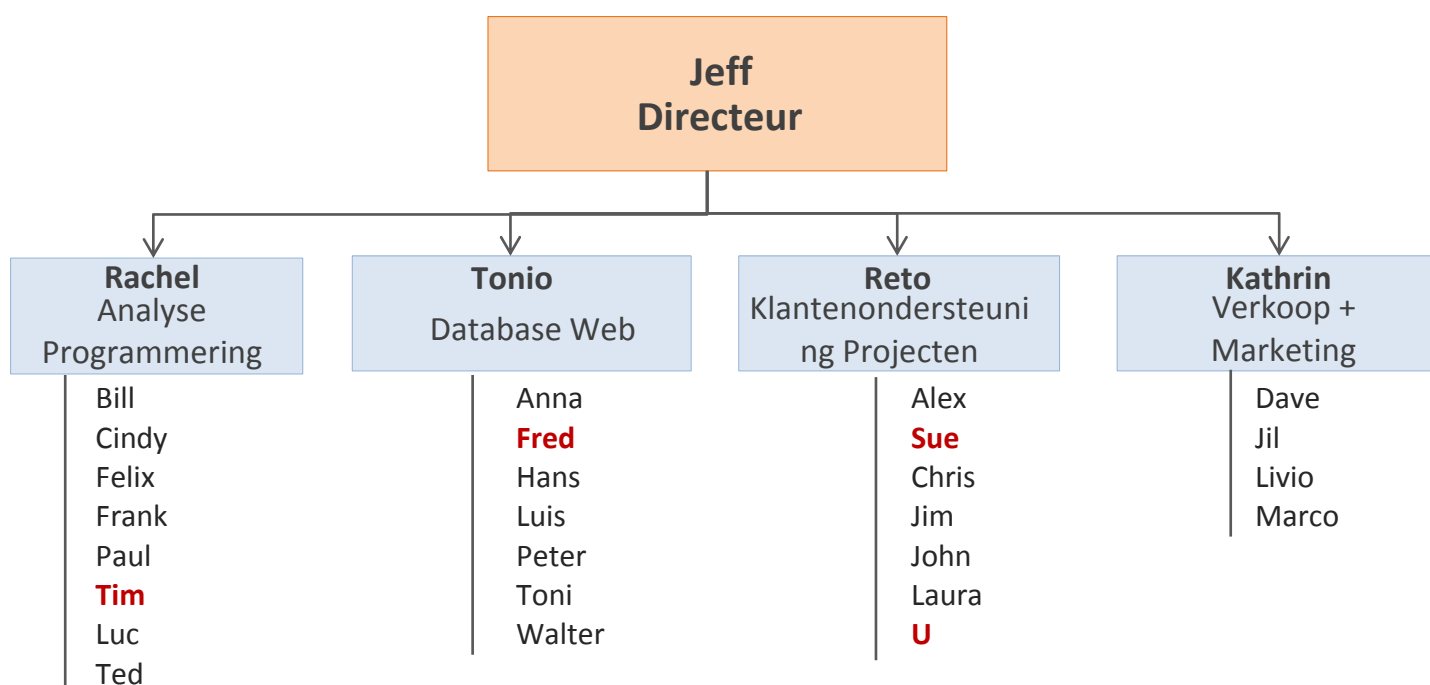 Jeff
Directeur
Rachel
Analyse
Programmering
Bill
Cindy
Felix
Frank
Paul
Tim
Luc
Ted
Tonio
Database Web
Anna
Fred
Hans
Luis
Peter
Toni
Walter
Reto
Klantenondersteuni
ng Projecten
Alex
Sue
Chris
Jim
John
Laura
U
Kathrin
Verkoop +
Marketing
Dave
Jil
Livio
Marco